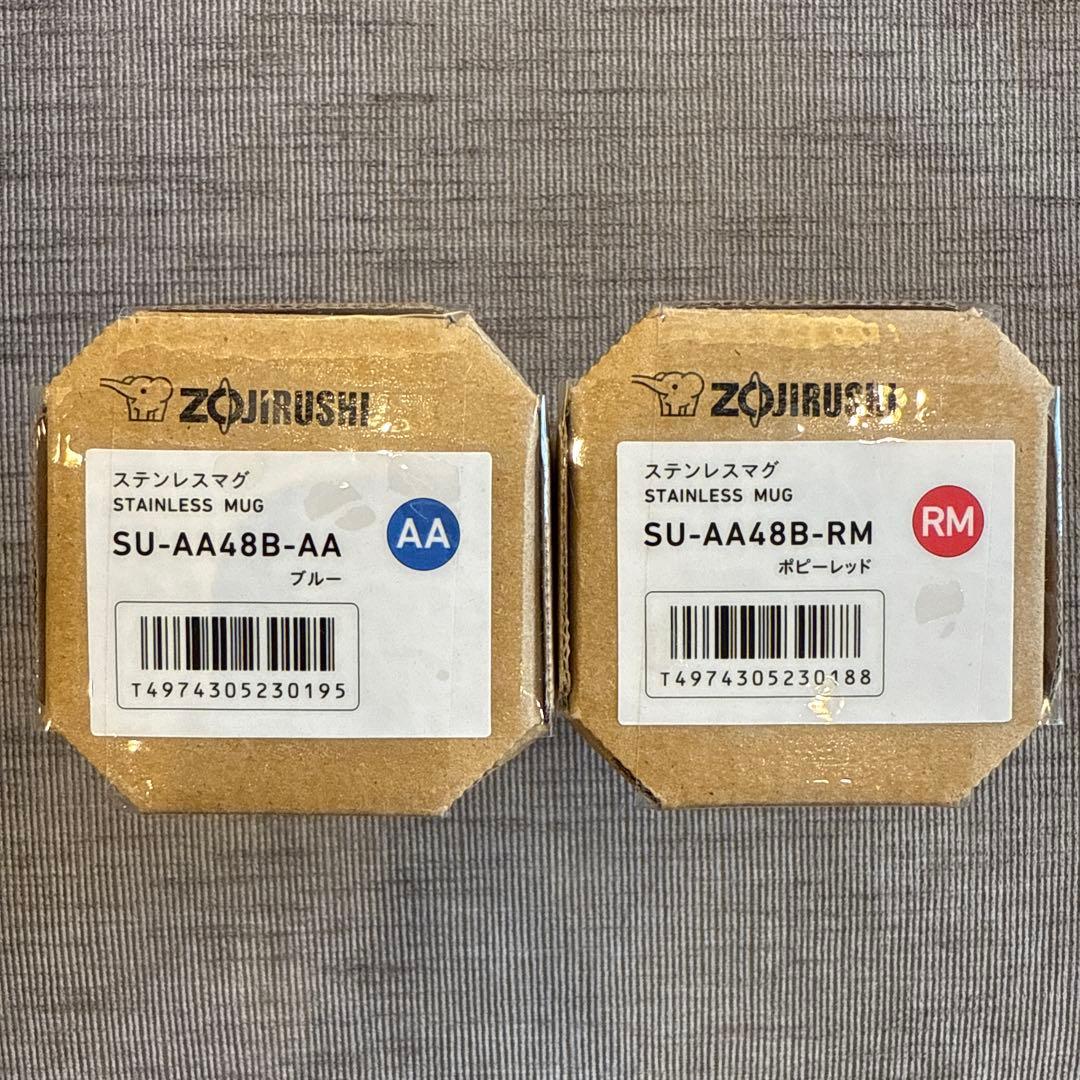 ZOJIRUSHI
ステンレスマグ
STAINLESS MUG
SU-AA48B-AA
AA
ブルー
T4974305230195
ZOJIRUSHI
ステンレスマグ
STAINLESS MUG
SU-AA48B-RM
RM
ポピーレッド
T4974305230188